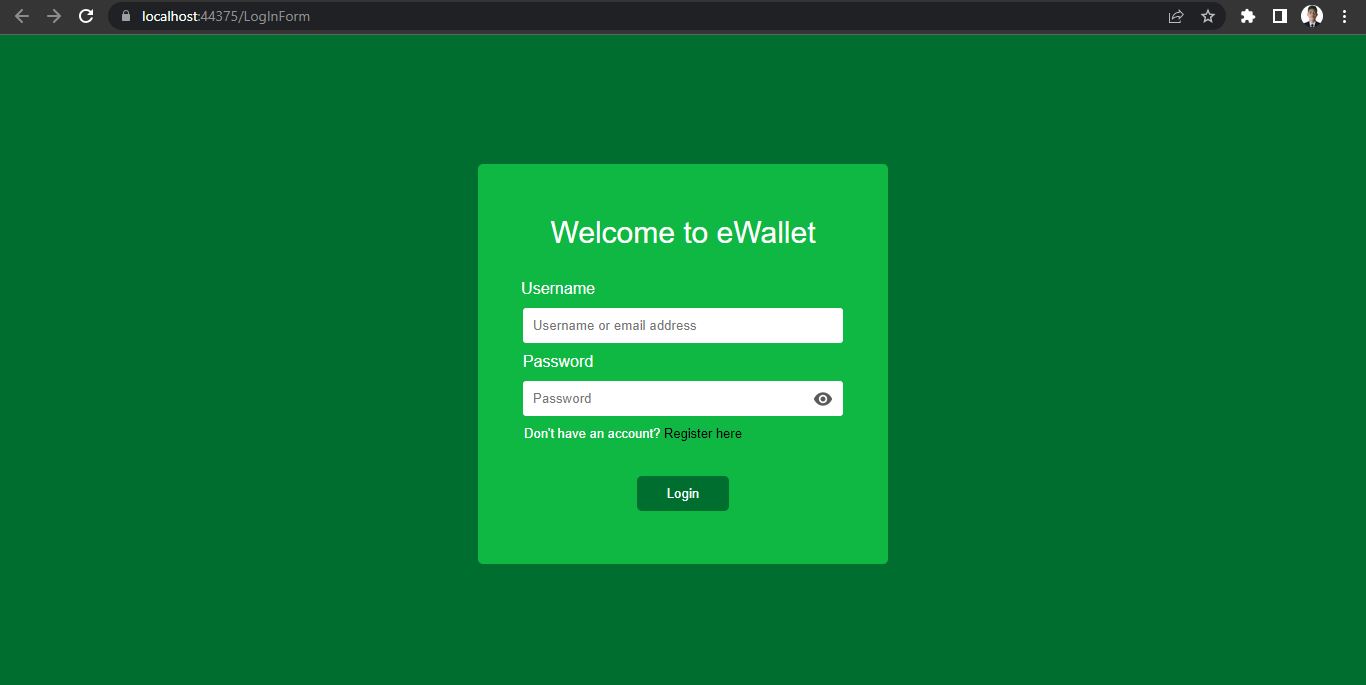 localhost:44375/LogInForm
Welcome to eWallet
Username
Username or email address
Password
Password
Don't have an account? Register here
Login